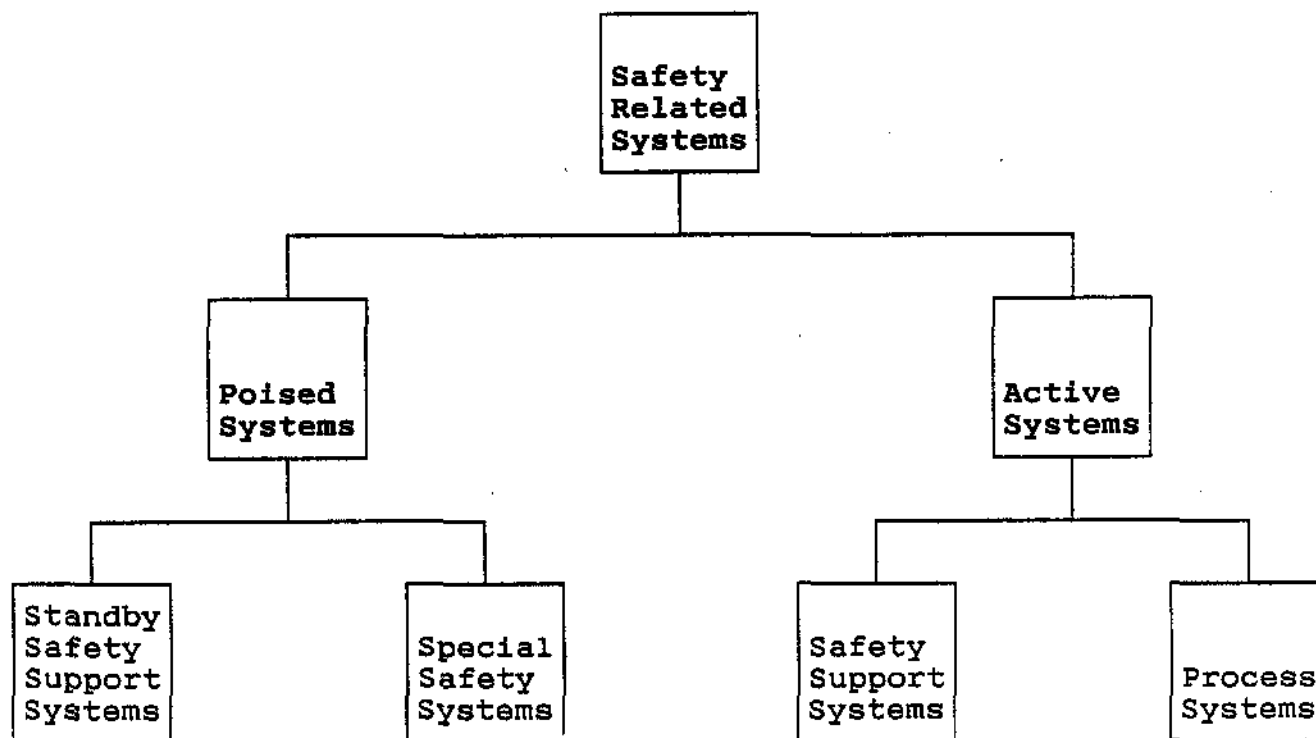 Safety
Related
Systems
Poised
Systems
Active
Systems
Standby
Safety
Support
Systems
Special
Safety
Systems
Safety
Support
Systems
Process
Systems